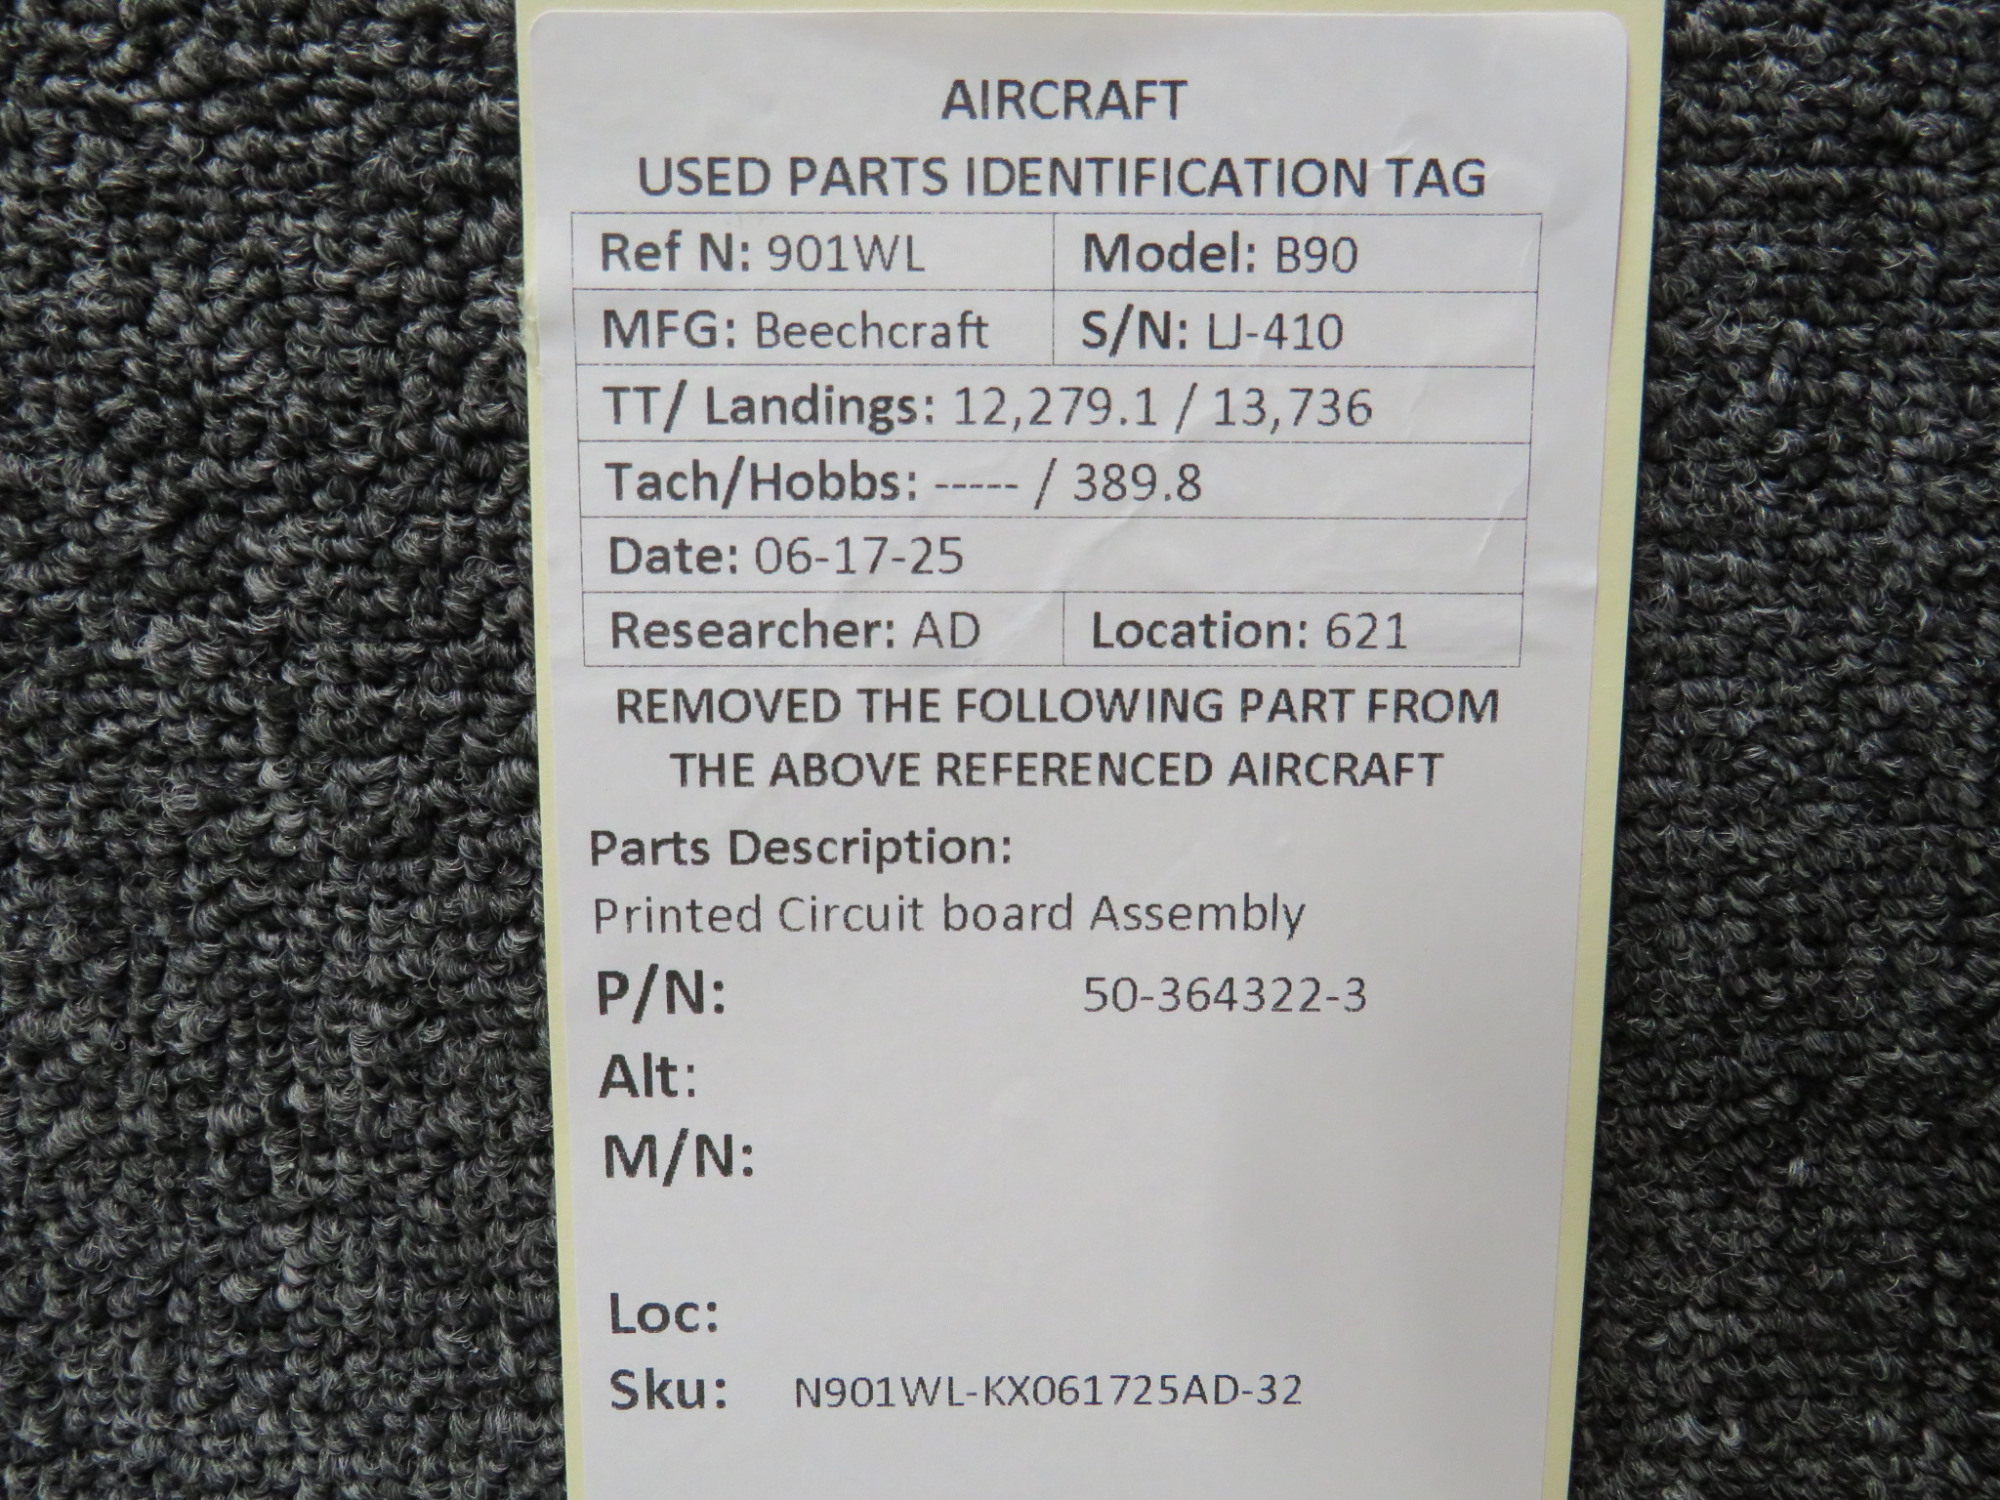 AIRCRAFT
USED PARTS IDENTIFICATION TAG
Ref N: 901WL Model: B90
MFG: Beechcraft S/N: LJ-410
TT/ Landings: 12,279.1 / 13,736
Tach/Hobbs: ----- / 389.8
Date: 06-17-25
Researcher: AD Location: 621
REMOVED THE FOLLOWING PART FROM
THE ABOVE REFERENCED AIRCRAFT
Parts Description:
Printed Circuit board Assembly
P/N: 50-364322-3
Alt:
M/N:
Loc:
Sku: N901WL-KX061725AD-32